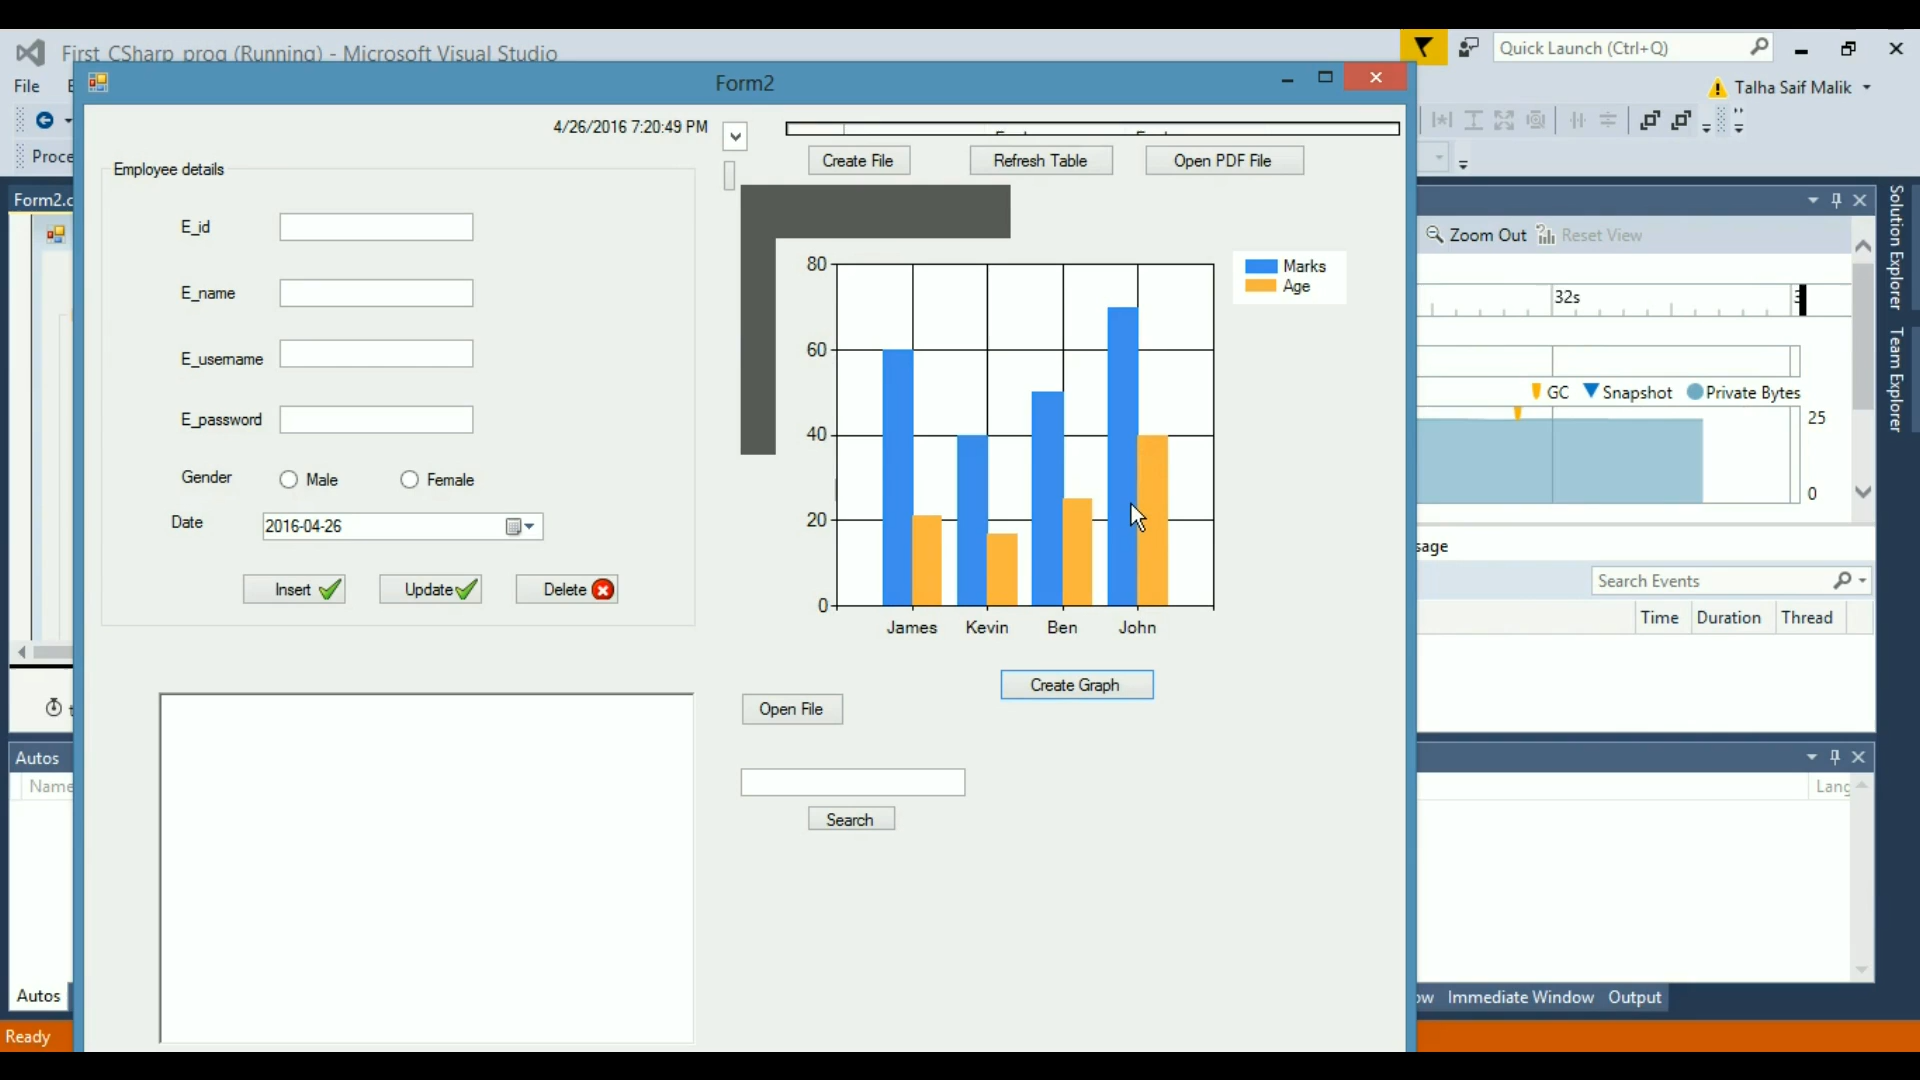 First_CSharp_prog (Running) - Microsoft Visual Studio
Quick Launch (Ctrl+Q)
File
Talha Saif Malik
Form2
4/26/2016 7:20:49 PM
Create File
Refresh Table
Open PDF File
Employee details
E_id
E_name
E_username
E_password
Gender
Male
Female
Date
2016-04-26
Insert
Update
Delete
80
60
40
20
0
James
Kevin
Ben
John
Marks
Age
Create Graph
Open File
Search
Proce
Form2.c
Zoom Out
Reset View
32s
GC
Snapshot
Private Bytes
25
0
sage
Search Events
Time
Duration
Thread
Solution Explorer
Team Explorer
Autos
Name
Lang
Autos
ow
Immediate Window
Output
Ready